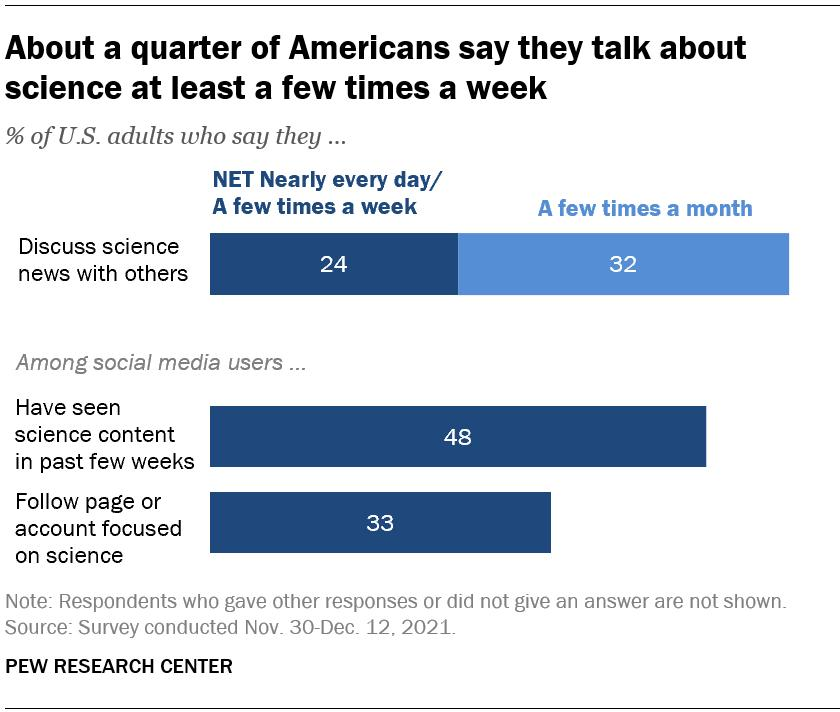 About a quarter of Americans say they talk about
science at least a few times a week
% of U.S. adults who say they ...
NET Nearly every day/
A few times a week
A few times a month
Discuss science
news with others
24
32
Among social media users ...
Have seen
science content
in past few weeks
48
Follow page or
account focused
on science
33
Note: Respondents who gave other responses or did not give an answer are not shown.
Source: Survey conducted Nov. 30-Dec. 12, 2021.
PEW RESEARCH CENTER